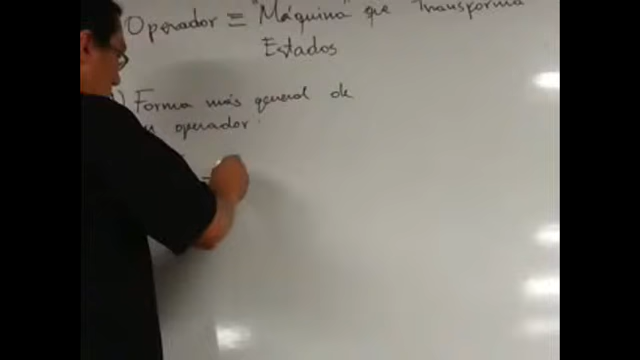 Operador ≡ "Máquina" que transforma
Estados
) Forma más general de
operador.